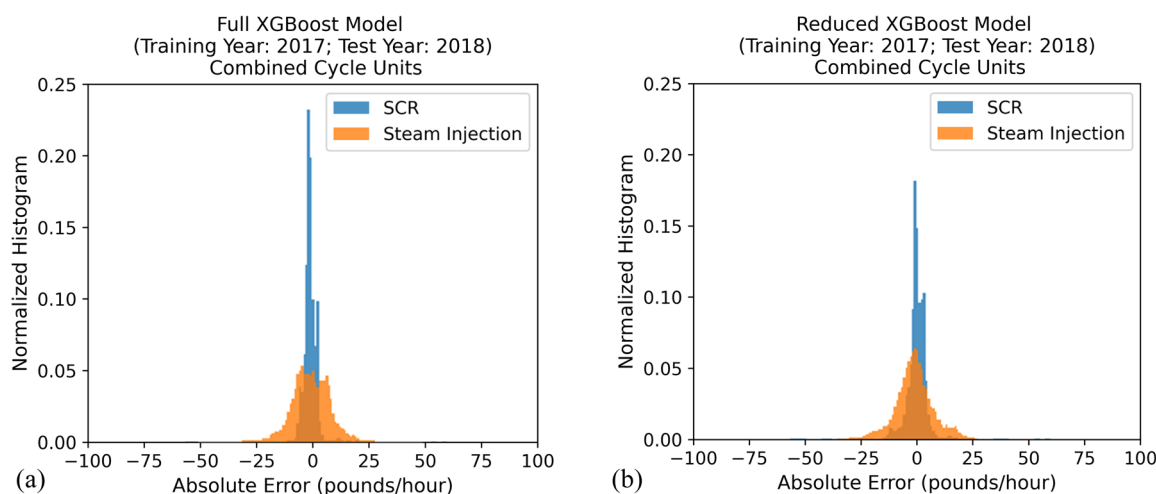 Full XGBoost Model
(Training Year: 2017; Test Year: 2018)
Combined Cycle Units
0.25
0.20
0.15
0.10
0.05
0.00
Normalized Histogram
SCR
Steam Injection
−100
−75
−50
−25
0
25
50
75
100
Absolute Error (pounds/hour)
(a)
Reduced XGBoost Model
(Training Year: 2017; Test Year: 2018)
Combined Cycle Units
0.25
0.20
0.15
0.10
0.05
0.00
Normalized Histogram
SCR
Steam Injection
−100
−75
−50
−25
0
25
50
75
100
Absolute Error (pounds/hour)
(b)